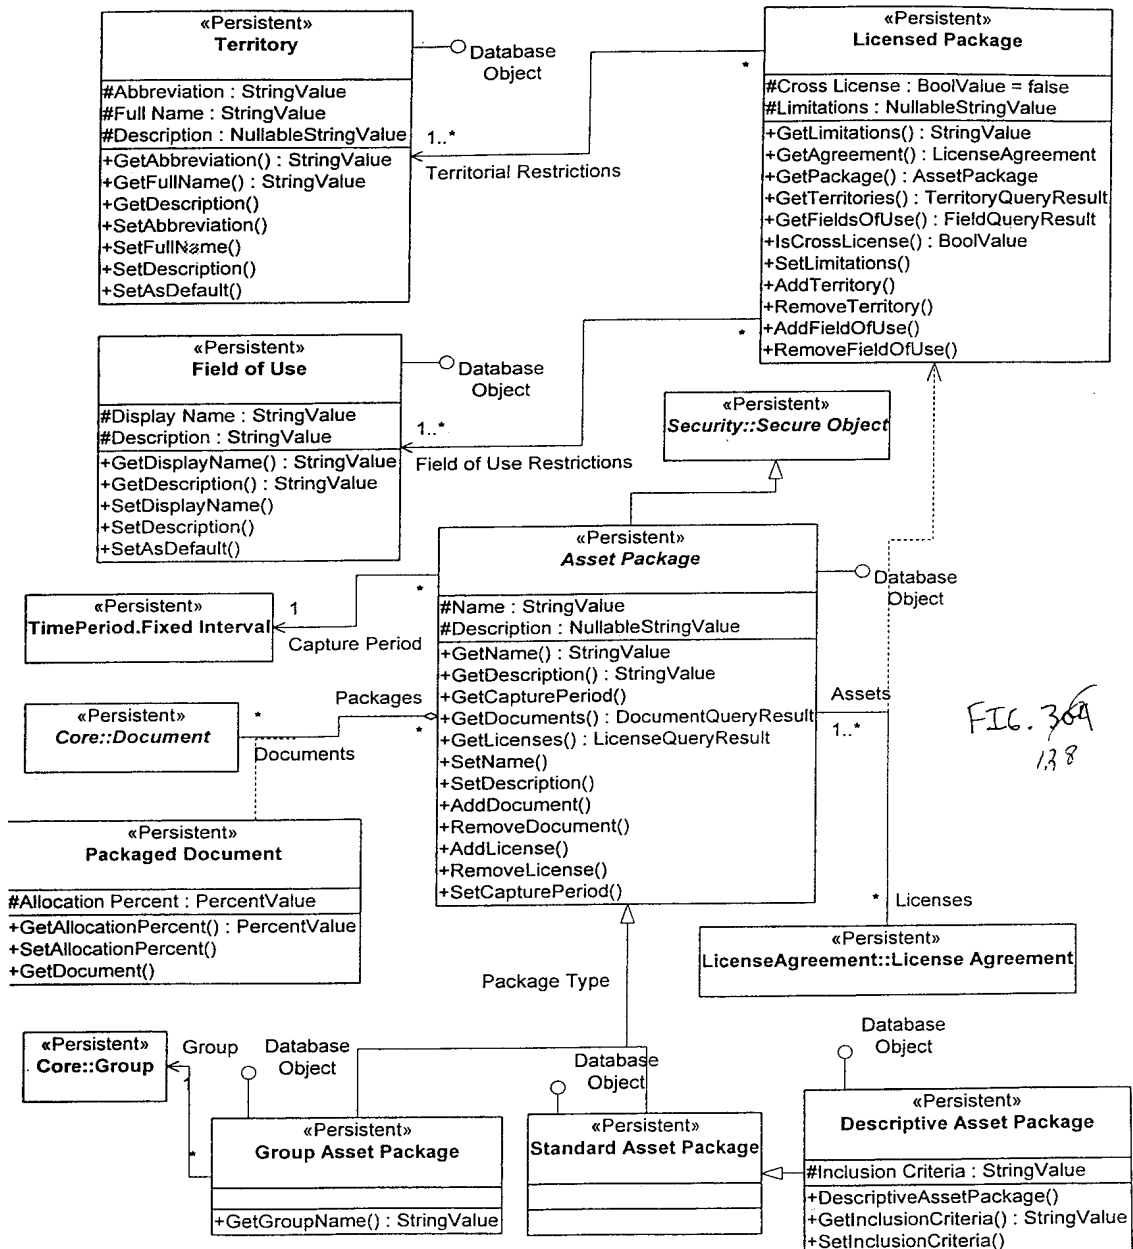 «Persistent»
Territory
Database
Object
#Abbreviation : StringValue
#Full Name : StringValue
#Description : NullableStringValue
+GetAbbreviation() : StringValue
+GetFullName() : StringValue
+GetDescription()
+SetAbbreviation()
+SetFullName()
+SetDescription()
+SetAsDefault()
1..*
Territorial Restrictions
*
«Persistent»
Licensed Package
#Cross License : BoolValue = false
#Limitations : NullableStringValue
+GetLimitations() : StringValue
+GetAgreement() : LicenseAgreement
+GetPackage() : AssetPackage
+GetTerritories() : TerritoryQueryResult
+GetFieldsOfUse() : FieldQueryResult
+IsCrossLicense() : BoolValue
+SetLimitations()
+AddTerritory()
+RemoveTerritory()
+AddFieldOfUse()
+RemoveFieldOfUse()
*
«Persistent»
Field of Use
Database
Object
#Display Name : StringValue
#Description : StringValue
+GetDisplayName() : StringValue
+GetDescription() : StringValue
+SetDisplayName()
+SetDescription()
+SetAsDefault()
1..*
Field of Use Restrictions
«Persistent»
Security::Secure Object
«Persistent»
Asset Package
Database
Object
#Name : StringValue
#Description : NullableStringValue
+GetName() : StringValue
+GetDescription() : StringValue
+GetCapturePeriod()
+GetDocuments() : DocumentQueryResult
+GetLicenses() : LicenseQueryResult
+SetName()
+SetDescription()
+AddDocument()
+RemoveDocument()
+AddLicense()
+RemoveLicense()
+SetCapturePeriod()
«Persistent»
TimePeriod.Fixed Interval
1
*
Capture Period
«Persistent»
Core::Document
Packages
*
*
Documents
Assets
1..*
FIG. 138
«Persistent»
Packaged Document
#Allocation Percent : PercentValue
+GetAllocationPercent() : PercentValue
+SetAllocationPercent()
+GetDocument()
* Licenses
«Persistent»
LicenseAgreement::License Agreement
Package Type
«Persistent»
Core::Group
Group
1
*
Database
Object
«Persistent»
Group Asset Package
+GetGroupName() : StringValue
Database
Object
«Persistent»
Standard Asset Package
Database
Object
«Persistent»
Descriptive Asset Package
#Inclusion Criteria : StringValue
+DescriptiveAssetPackage()
+GetInclusionCriteria() : StringValue
+SetInclusionCriteria()